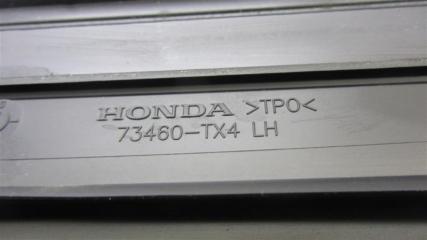 HONDA >TPO<
73460-TX4 LH